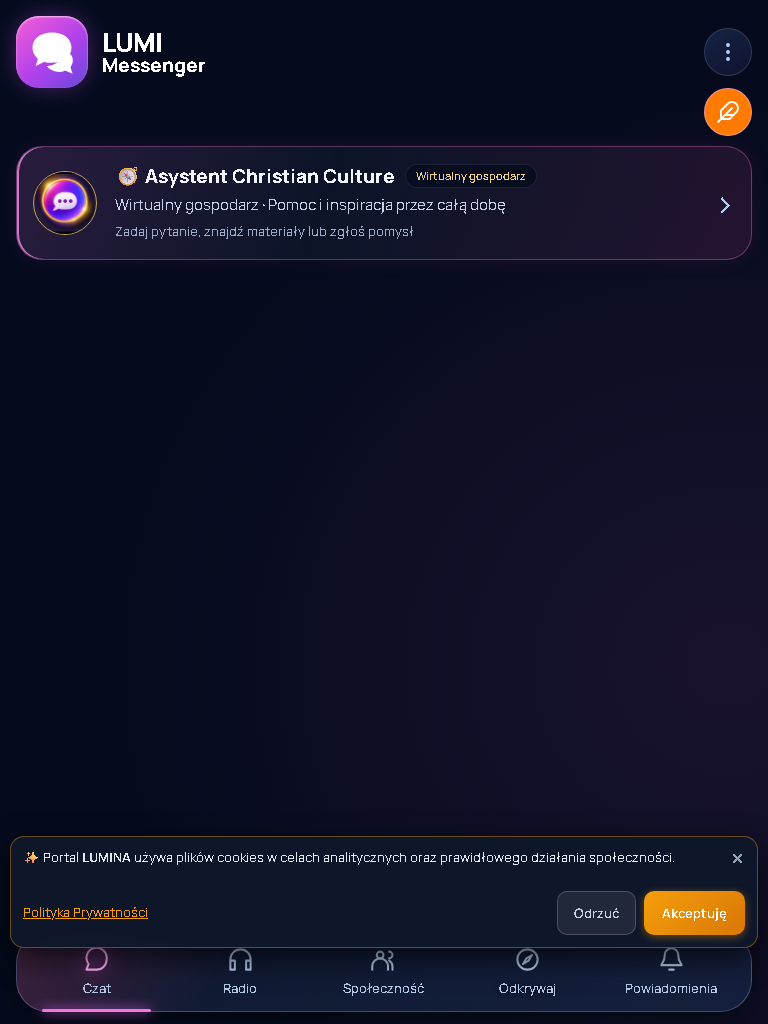 LUMI
Messenger
Asystent Christian Culture Wirtualny gospodarz
Wirtualny gospodarz · Pomoc i inspiracja przez całą dobę
Zadaj pytanie, znajdź materiały lub zgłoś pomysł
✨ Portal LUMINA używa plików cookies w celach analitycznych oraz prawidłowego działania społeczności.
Polityka Prywatności Odrzuć Akceptuję
Czat Radio Społeczność Odkrywaj Powiadomienia